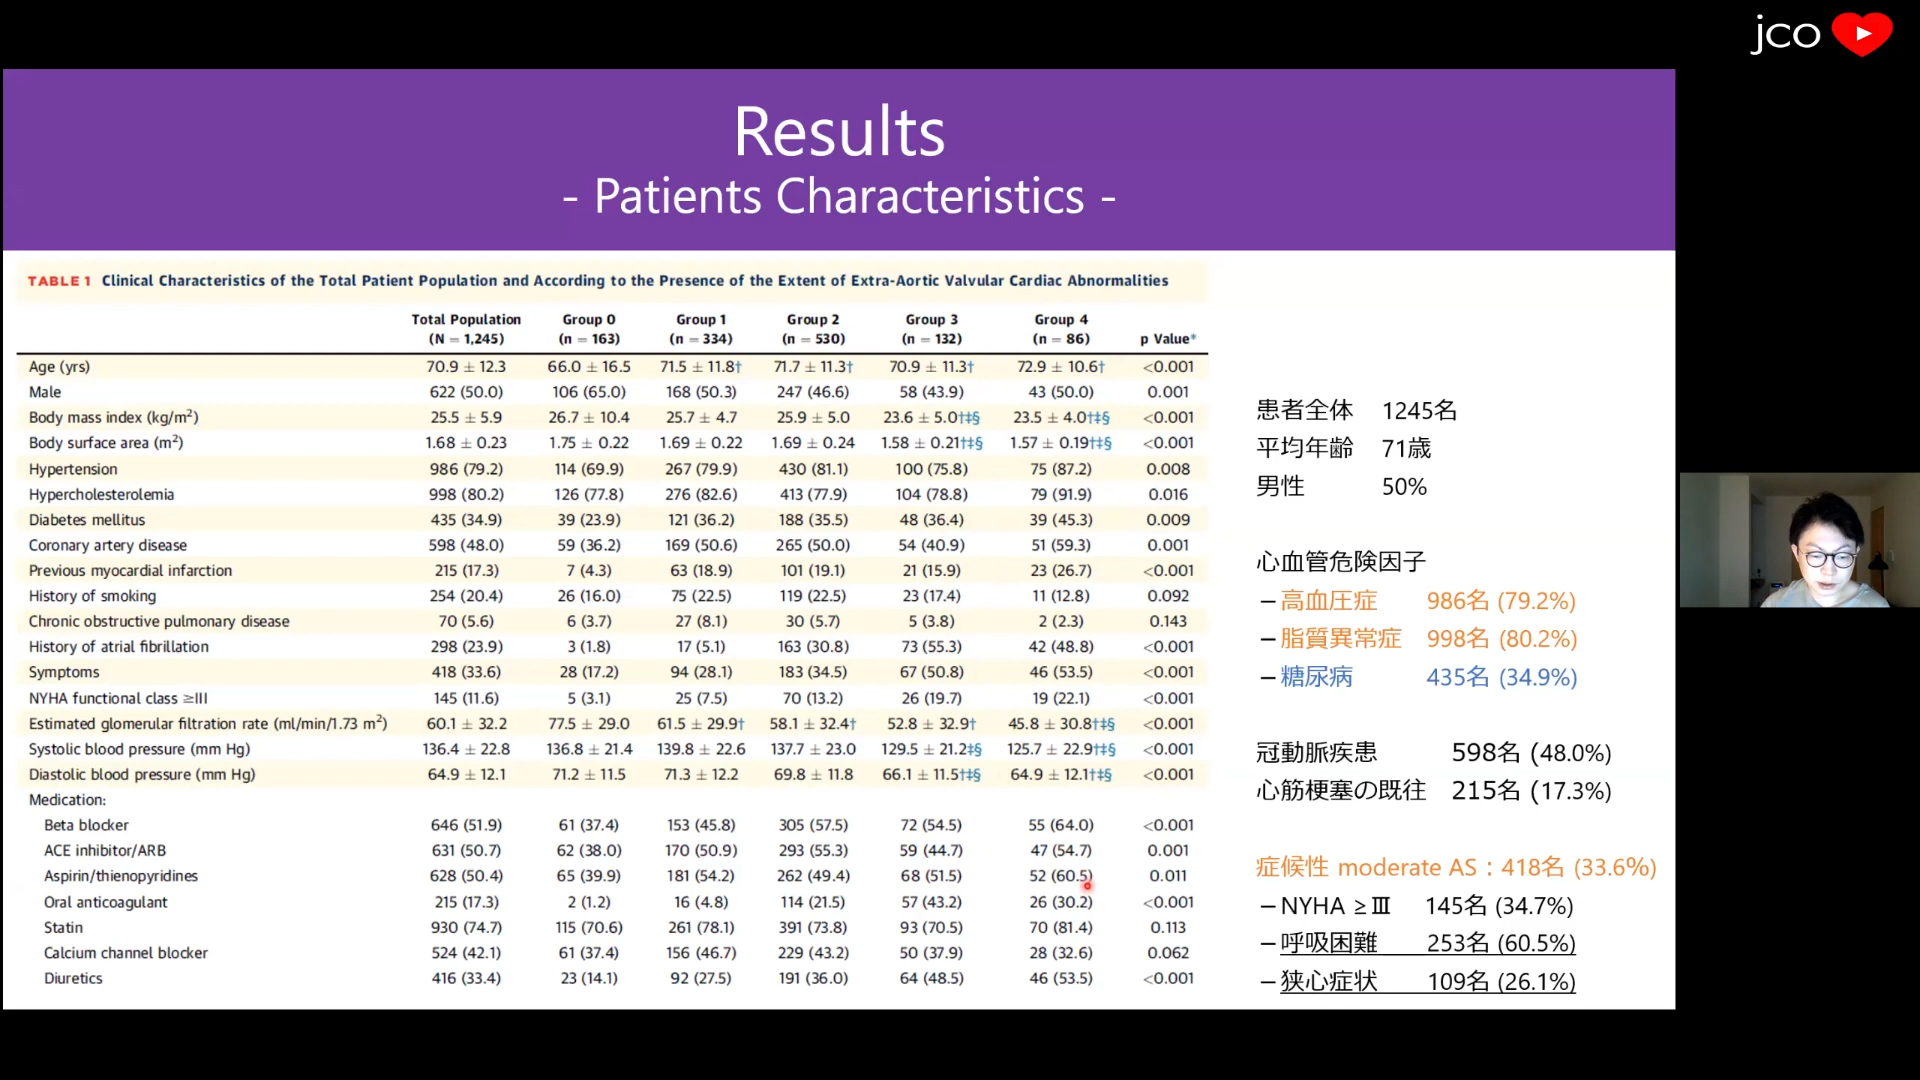 jco
Results
- Patients Characteristics -
TABLE 1 Clinical Characteristics of the Total Patient Population and According to the Presence of the Extent of Extra-Aortic Valvular Cardiac Abnormalities
Total Population (N = 1,245) Group 0 (n = 163) Group 1 (n = 334) Group 2 (n = 530) Group 3 (n = 132) Group 4 (n = 86) p Value*
Age (yrs) 70.9 ± 12.3 66.0 ± 16.5 71.5 ± 11.8† 71.7 ± 11.3† 70.9 ± 11.3† 72.9 ± 10.6† <0.001
Male 622 (50.0) 106 (65.0) 168 (50.3) 247 (46.6) 58 (43.9) 43 (50.0) 0.001
Body mass index (kg/m²) 25.5 ± 5.9 26.7 ± 10.4 25.7 ± 4.7 25.9 ± 5.0 23.6 ± 5.0†‡§ 23.5 ± 4.0†‡§ <0.001
Body surface area (m²) 1.68 ± 0.23 1.75 ± 0.22 1.69 ± 0.22 1.69 ± 0.24 1.58 ± 0.21†‡§ 1.57 ± 0.19†‡§ <0.001
Hypertension 986 (79.2) 114 (69.9) 267 (79.9) 430 (81.1) 100 (75.8) 75 (87.2) 0.008
Hypercholesterolemia 998 (80.2) 126 (77.8) 276 (82.6) 413 (77.9) 104 (78.8) 79 (91.9) 0.016
Diabetes mellitus 435 (34.9) 39 (23.9) 121 (36.2) 188 (35.5) 48 (36.4) 39 (45.3) 0.009
Coronary artery disease 598 (48.0) 59 (36.2) 169 (50.6) 265 (50.0) 54 (40.9) 51 (59.3) 0.001
Previous myocardial infarction 215 (17.3) 7 (4.3) 63 (18.9) 101 (19.1) 21 (15.9) 23 (26.7) <0.001
History of smoking 254 (20.4) 26 (16.0) 75 (22.5) 119 (22.5) 23 (17.4) 11 (12.8) 0.092
Chronic obstructive pulmonary disease 70 (5.6) 6 (3.7) 27 (8.1) 30 (5.7) 5 (3.8) 2 (2.3) 0.143
History of atrial fibrillation 298 (23.9) 3 (1.8) 17 (5.1) 163 (30.8) 73 (55.3) 42 (48.8) <0.001
Symptoms 418 (33.6) 28 (17.2) 94 (28.1) 183 (34.5) 67 (50.8) 46 (53.5) <0.001
NYHA functional class ≥III 145 (11.6) 5 (3.1) 25 (7.5) 70 (13.2) 26 (19.7) 19 (22.1) <0.001
Estimated glomerular filtration rate (ml/min/1.73 m²) 60.1 ± 32.2 77.5 ± 29.0 61.5 ± 29.9† 58.1 ± 32.4† 52.8 ± 32.9† 45.8 ± 30.8†‡§ <0.001
Systolic blood pressure (mm Hg) 136.4 ± 22.8 136.8 ± 21.4 139.8 ± 22.6 137.7 ± 23.0 129.5 ± 21.2‡§ 125.7 ± 22.9†‡§ <0.001
Diastolic blood pressure (mm Hg) 64.9 ± 12.1 71.2 ± 11.5 71.3 ± 12.2 69.8 ± 11.8 66.1 ± 11.5†‡§ 64.9 ± 12.1†‡§ <0.001
Medication:
Beta blocker 646 (51.9) 61 (37.4) 153 (45.8) 305 (57.5) 72 (54.5) 55 (64.0) <0.001
ACE inhibitor/ARB 631 (50.7) 62 (38.0) 170 (50.9) 293 (55.3) 59 (44.7) 47 (54.7) 0.001
Aspirin/thienopyridines 628 (50.4) 65 (39.9) 181 (54.2) 262 (49.4) 68 (51.5) 52 (60.5) 0.011
Oral anticoagulant 215 (17.3) 2 (1.2) 16 (4.8) 114 (21.5) 57 (43.2) 26 (30.2) <0.001
Statin 930 (74.7) 115 (70.6) 261 (78.1) 391 (73.8) 93 (70.5) 70 (81.4) 0.113
Calcium channel blocker 524 (42.1) 61 (37.4) 156 (46.7) 229 (43.2) 50 (37.9) 28 (32.6) 0.062
Diuretics 416 (33.4) 23 (14.1) 92 (27.5) 191 (36.0) 64 (48.5) 46 (53.5) <0.001
患者全体 1245名
平均年齢 71歳
男性 50%
心血管危険因子
–高血圧症 986名 (79.2%)
–脂質異常症 998名 (80.2%)
–糖尿病 435名 (34.9%)
冠動脈疾患 598名 (48.0%)
心筋梗塞の既往 215名 (17.3%)
症候性 moderate AS：418名 (33.6%)
–NYHA ≥Ⅲ 145名 (34.7%)
–呼吸困難 253名 (60.5%)
–狭心症状 109名 (26.1%)